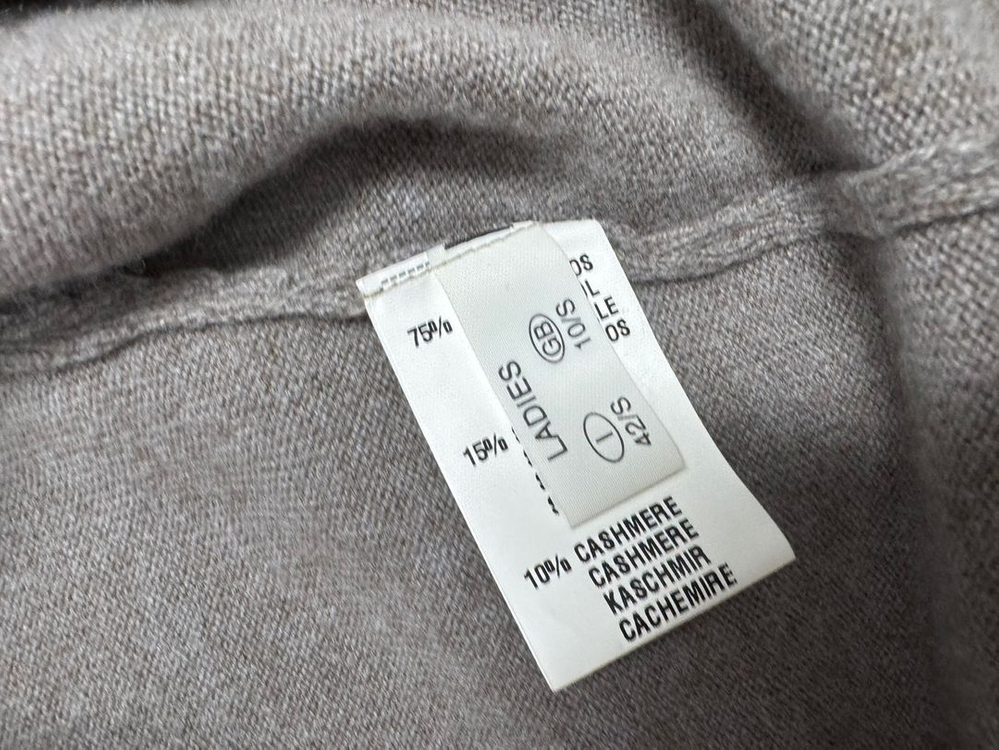 75%
15%
10% CASHMERE
CASHMERE
KASCHMIR
CACHEMIRE
LADIES
GB
10/S
I
42/S